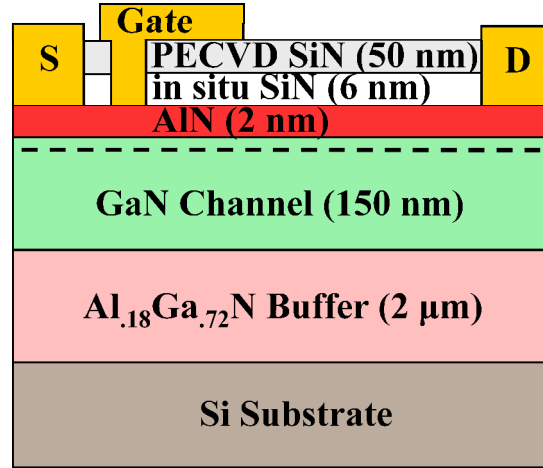 Gate
S
PECVD SiN (50 nm)
D
in situ SiN (6 nm)
AlN (2 nm)
GaN Channel (150 nm)
Al.18Ga.72N Buffer (2 μm)
Si Substrate